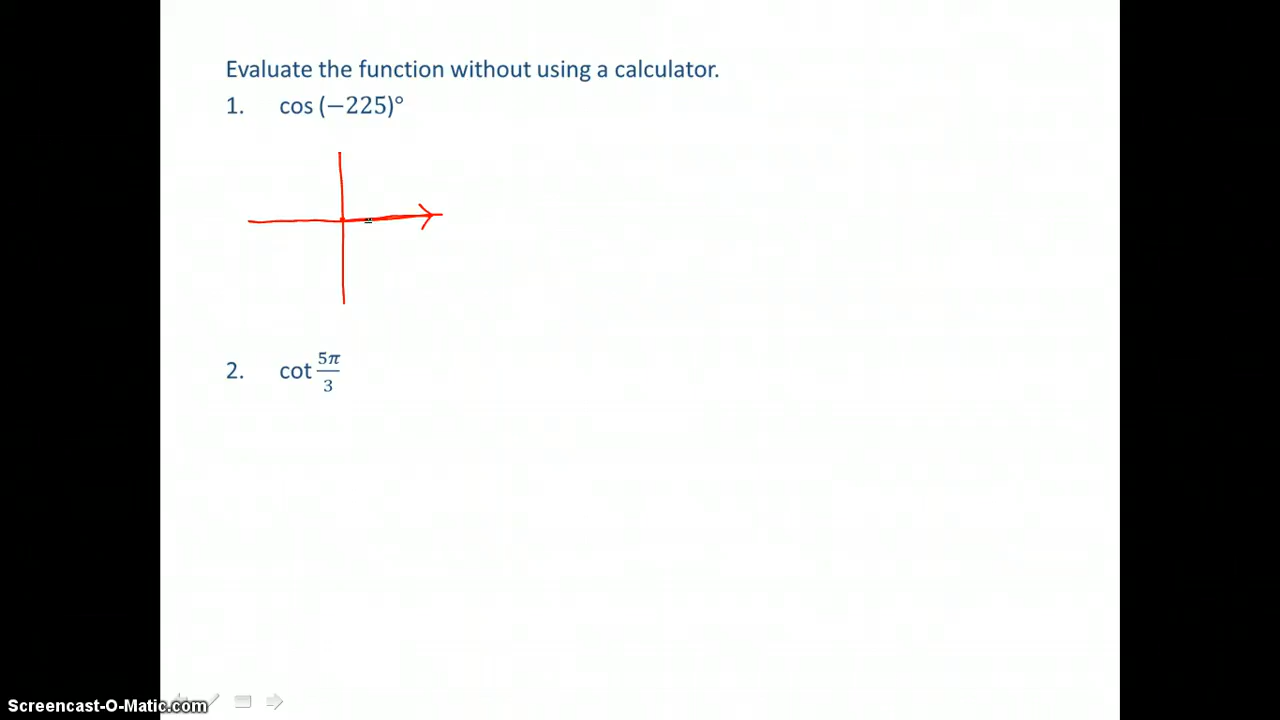 Evaluate the function without using a calculator.
1. cos (−225)°
2. cot 5π/3
Screencast-O-Matic.com